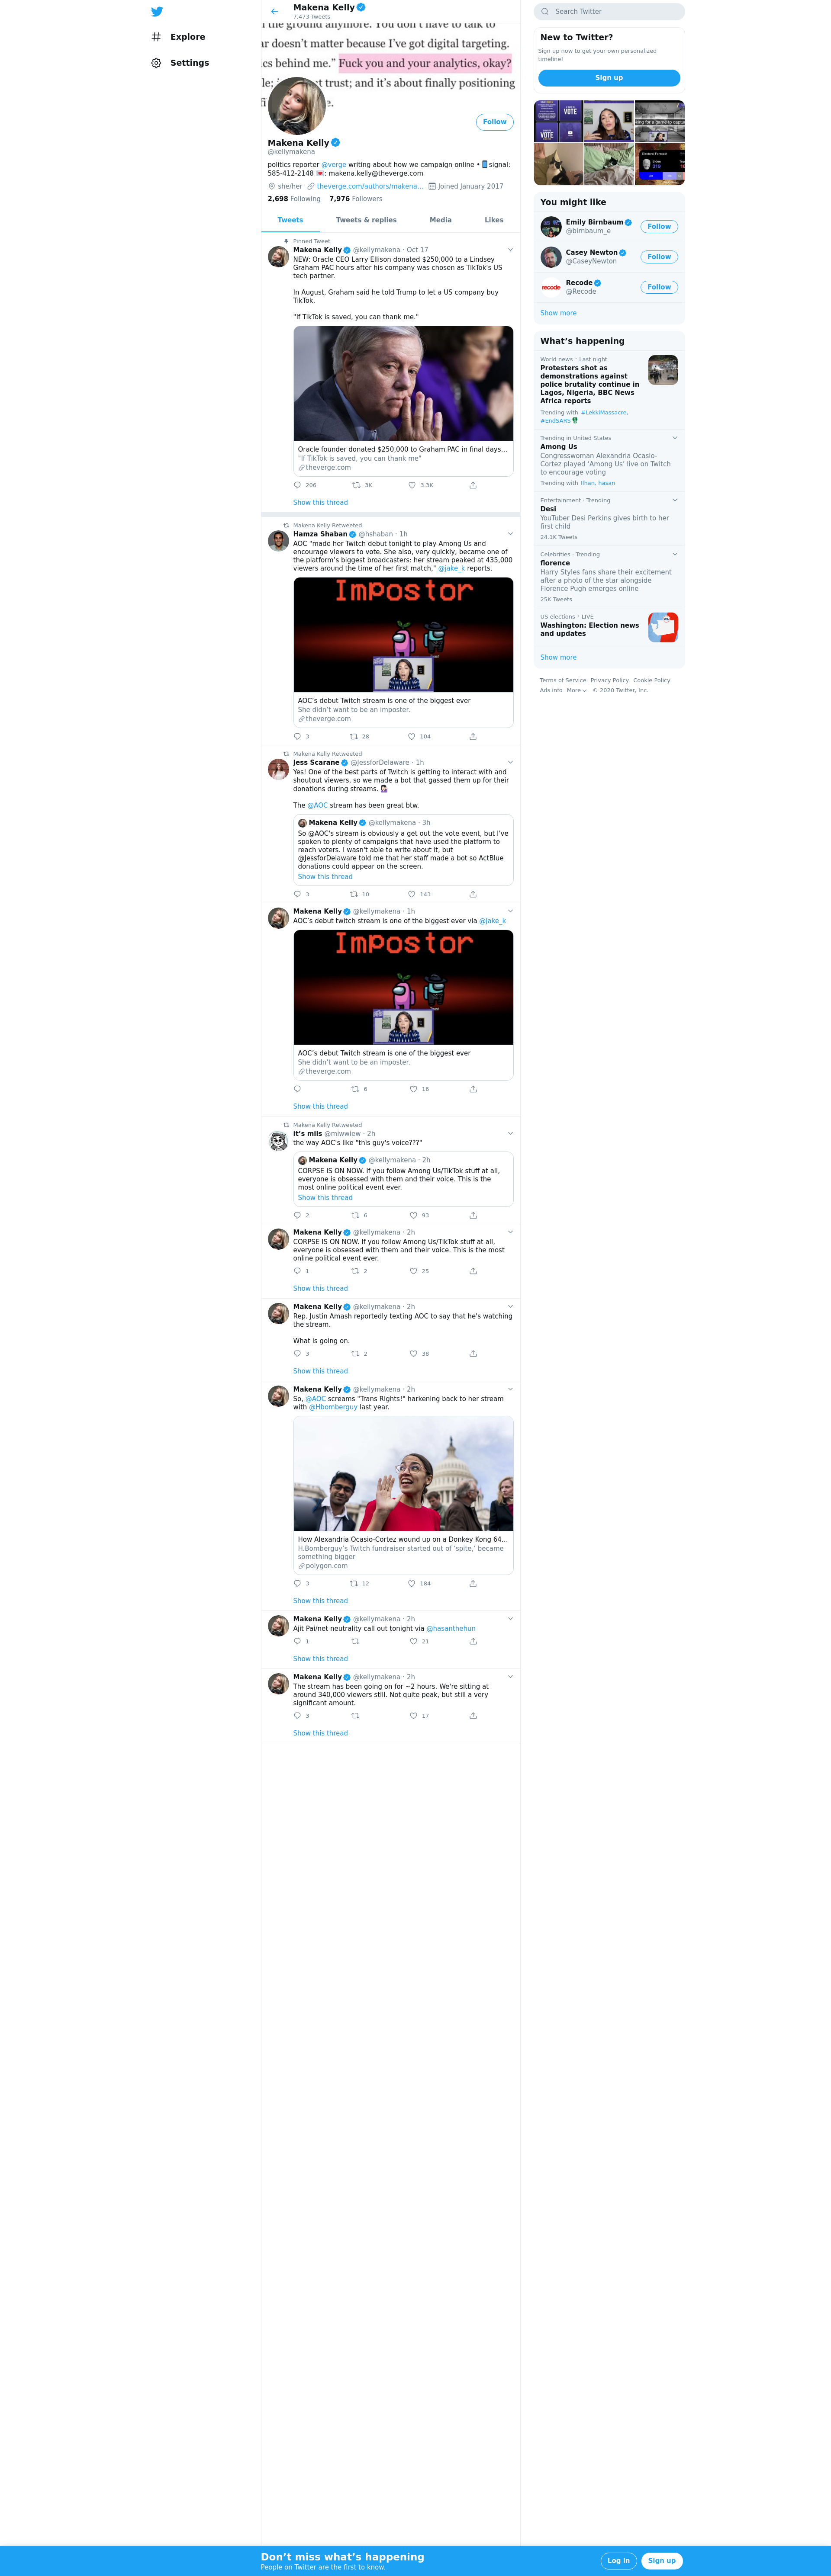 Explore
Settings
Makena Kelly
7,473 Tweets
the ground anymore. You don't have to talk to
doesn't matter because I've got digital targeting.
behind me." Fuck you and your analytics, okay?
trust; and it's about finally positioning
Follow
Makena Kelly
@kellymakena
politics reporter @verge writing about how we campaign online • signal:
585-412-2148 : makena.kelly@theverge.com
she/her theverge.com/authors/makena… Joined January 2017
2,698 Following 7,976 Followers
Tweets Tweets & replies Media Likes
Pinned Tweet
Makena Kelly @kellymakena · Oct 17
NEW: Oracle CEO Larry Ellison donated $250,000 to a Lindsey
Graham PAC hours after his company was chosen as TikTok's US
tech partner.
In August, Graham said he told Trump to let a US company buy
TikTok.
"If TikTok is saved, you can thank me."
Oracle founder donated $250,000 to Graham PAC in final days…
"If TikTok is saved, you can thank me"
theverge.com
206 3K 3.3K
Show this thread
Makena Kelly Retweeted
Hamza Shaban @hshaban · 1h
AOC "made her Twitch debut tonight to play Among Us and
encourage viewers to vote. She also, very quickly, became one of
the platform's biggest broadcasters: her stream peaked at 435,000
viewers around the time of her first match," @jake_k reports.
Impostor
AOC's debut Twitch stream is one of the biggest ever
She didn't want to be an imposter.
theverge.com
3 28 104
Makena Kelly Retweeted
Jess Scarane @JessforDelaware · 1h
Yes! One of the best parts of Twitch is getting to interact with and
shoutout viewers, so we made a bot that gassed them up for their
donations during streams.
The @AOC stream has been great btw.
Makena Kelly @kellymakena · 3h
So @AOC's stream is obviously a get out the vote event, but I've
spoken to plenty of campaigns that have used the platform to
reach voters. I wasn't able to write about it, but
@JessforDelaware told me that her staff made a bot so ActBlue
donations could appear on the screen.
Show this thread
3 10 143
Makena Kelly @kellymakena · 1h
AOC's debut twitch stream is one of the biggest ever via @jake_k
Impostor
AOC's debut Twitch stream is one of the biggest ever
She didn't want to be an imposter.
theverge.com
6 16
Show this thread
Makena Kelly Retweeted
it's mils @miwwiew · 2h
the way AOC's like "this guy's voice???"
Makena Kelly @kellymakena · 2h
CORPSE IS ON NOW. If you follow Among Us/TikTok stuff at all,
everyone is obsessed with them and their voice. This is the
most online political event ever.
Show this thread
2 6 93
Makena Kelly @kellymakena · 2h
CORPSE IS ON NOW. If you follow Among Us/TikTok stuff at all,
everyone is obsessed with them and their voice. This is the most
online political event ever.
1 2 25
Show this thread
Makena Kelly @kellymakena · 2h
Rep. Justin Amash reportedly texting AOC to say that he's watching
the stream.
What is going on.
3 2 38
Show this thread
Makena Kelly @kellymakena · 2h
So, @AOC screams "Trans Rights!" harkening back to her stream
with @Hbomberguy last year.
How Alexandria Ocasio-Cortez wound up on a Donkey Kong 64…
H.Bomberguy's Twitch fundraiser started out of 'spite,' became
something bigger
polygon.com
3 12 184
Show this thread
Makena Kelly @kellymakena · 2h
Ajit Pai/net neutrality call out tonight via @hasanthehun
1 21
Show this thread
Makena Kelly @kellymakena · 2h
The stream has been going on for ~2 hours. We're sitting at
around 340,000 viewers still. Not quite peak, but still a very
significant amount.
3 17
Show this thread
Search Twitter
New to Twitter?
Sign up now to get your own personalized
timeline!
Sign up
VOTE
VOTE
You might like
Emily Birnbaum
@birnbaum_e
Follow
Casey Newton
@CaseyNewton
Follow
recode
Recode
@Recode
Follow
Show more
What's happening
World news · Last night
Protesters shot as
demonstrations against
police brutality continue in
Lagos, Nigeria, BBC News
Africa reports
Trending with #LekkiMassacre,
#EndSARS
Trending in United States
Among Us
Congresswoman Alexandria Ocasio-
Cortez played 'Among Us' live on Twitch
to encourage voting
Trending with Ilhan, hasan
Entertainment · Trending
Desi
YouTuber Desi Perkins gives birth to her
first child
24.1K Tweets
Celebrities · Trending
florence
Harry Styles fans share their excitement
after a photo of the star alongside
Florence Pugh emerges online
25K Tweets
US elections · LIVE
Washington: Election news
and updates
Show more
Terms of Service Privacy Policy Cookie Policy
Ads info More © 2020 Twitter, Inc.
Don't miss what's happening
People on Twitter are the first to know.
Log in Sign up